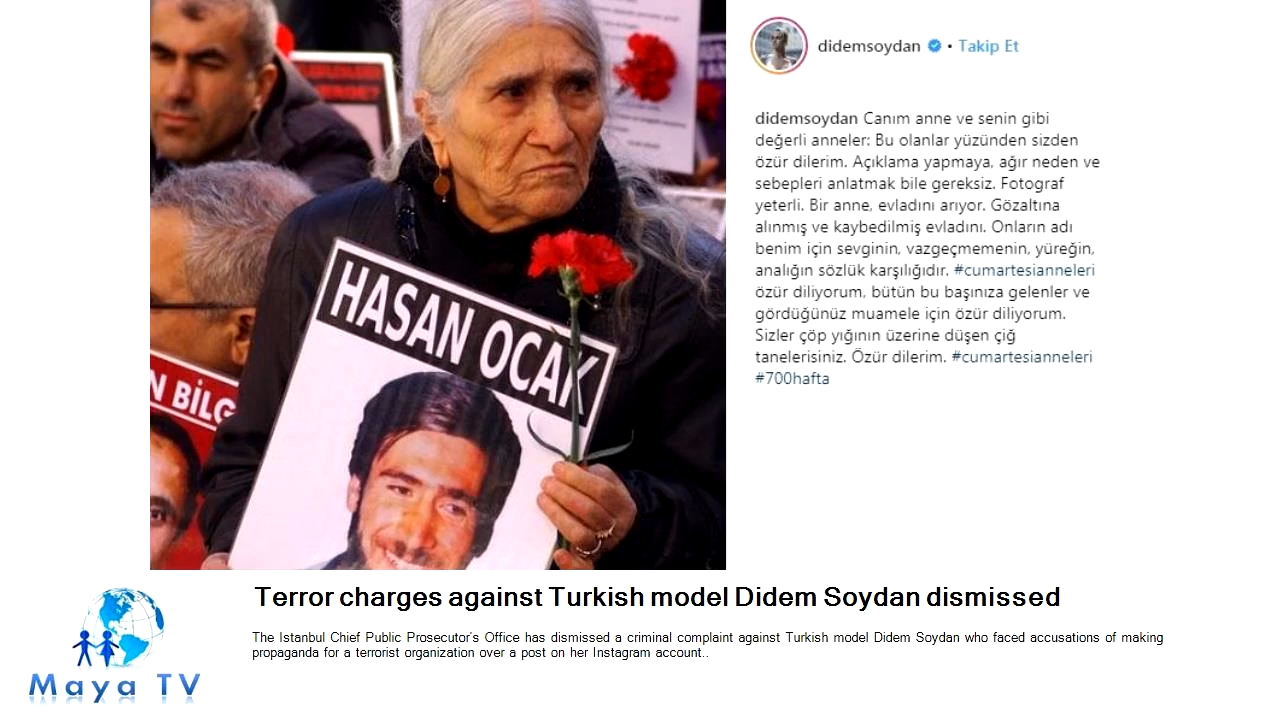 HASAN OCAK
N BİLG
didemsoydan • Takip Et
didemsoydan Canım anne ve senin gibi
değerli anneler: Bu olanlar yüzünden sizden
özür dilerim. Açıklama yapmaya, ağır neden ve
sebepleri anlatmak bile gereksiz. Fotograf
yeterli. Bir anne, evladını arıyor. Gözaltına
alınmış ve kaybedilmiş evladını. Onların adı
benim için sevginin, vazgeçmemenin, yüreğin,
analığın sözlük karşılığıdır. #cumartesianneleri
özür diliyorum, bütün bu başınıza gelenler ve
gördüğünüz muamele için özür diliyorum.
Sizler çöp yığının üzerine düşen çiğ
tanelerisiniz. Özür dilerim. #cumartesianneleri
#700hafta
Terror charges against Turkish model Didem Soydan dismissed
The Istanbul Chief Public Prosecutor's Office has dismissed a criminal complaint against Turkish model Didem Soydan who faced accusations of making
propaganda for a terrorist organization over a post on her Instagram account..
Maya TV